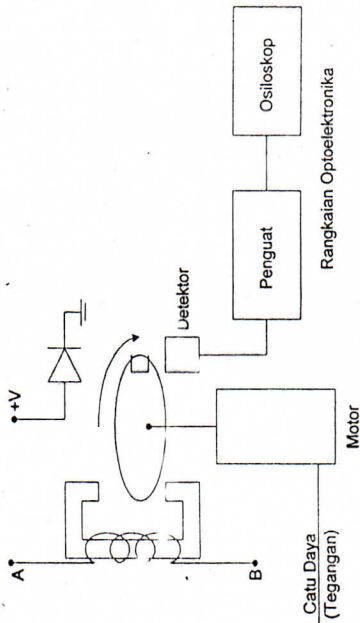 A
+V
Detektor
B
Catu Daya
(Tegangan)
Motor
Penguat
Osiloskop
Rangkaian Optoelektronika